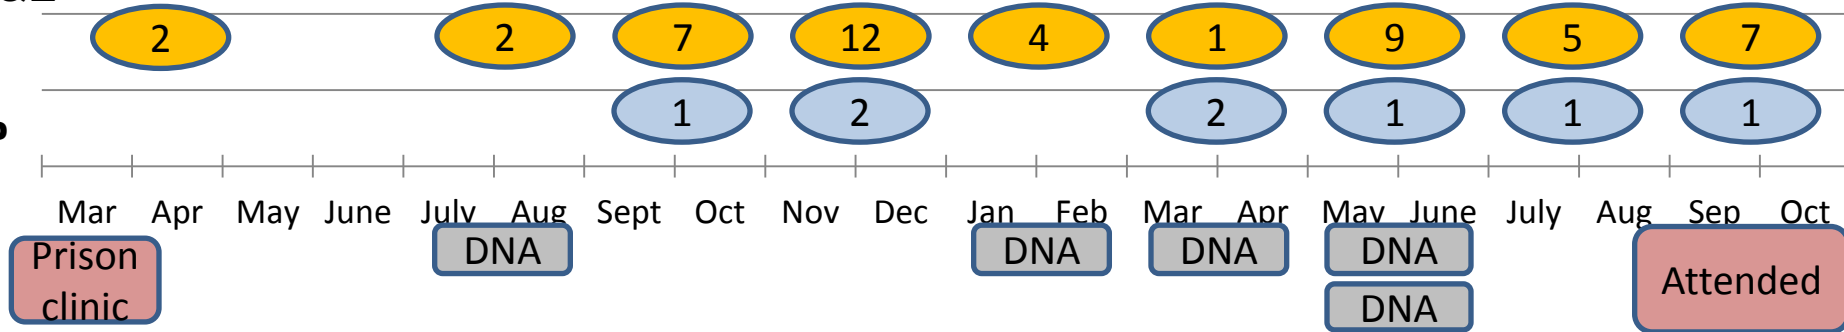 2 2 7 12 4 1 9 5 7
1 2 2 1 1 1
Mar Apr May June July Aug Sept Oct Nov Dec Jan Feb Mar Apr May June July Aug Sep Oct
Prison
clinic
DNA
DNA
DNA
DNA
DNA
Attended